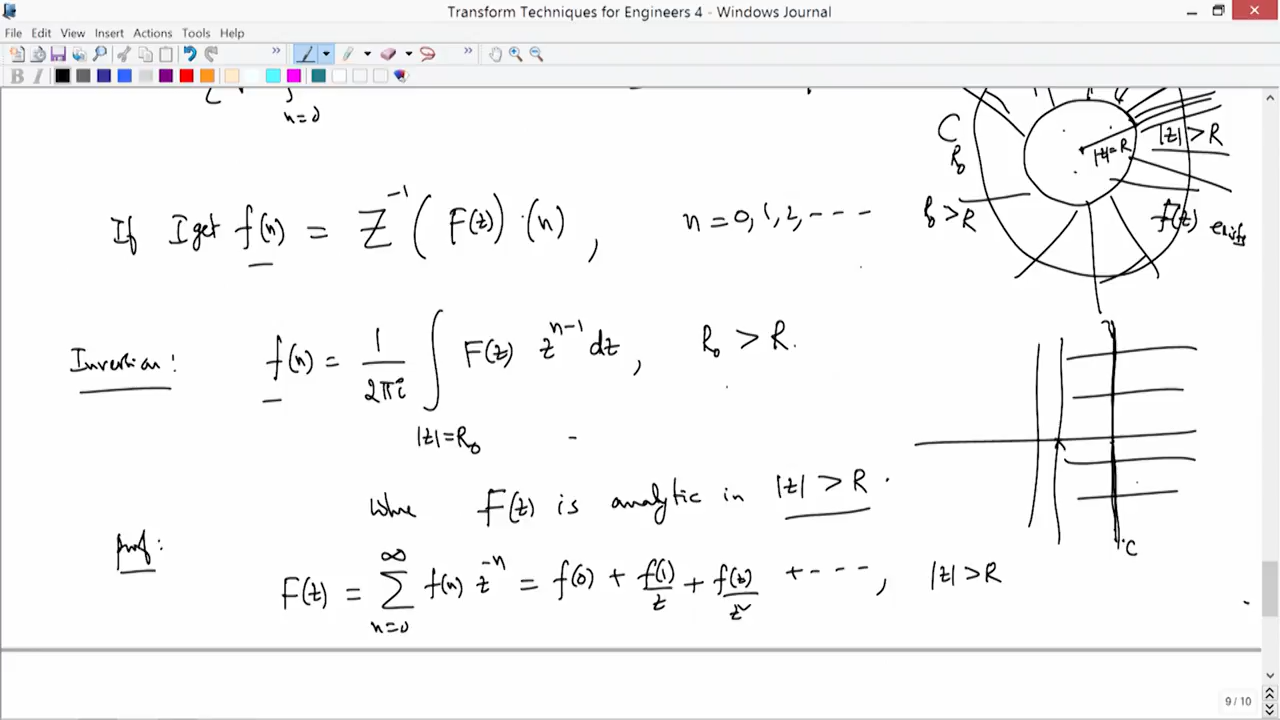 Transform Techniques for Engineers 4 - Windows Journal
File Edit View Insert Actions Tools Help
n=0
C
R₀
|z|=R
|z| > R
If I get f(n) = Z⁻¹ ( F(z) ) (n) , n = 0, 1, 2, - - - -
R₀ > R
f(z) exists
Inversion : f(n) = 1/2πi ∫ F(z) z^{n-1} dz , R₀ > R.
|z|=R₀
where F(z) is analytic in |z| > R .
C
Proof :
F(z) = ∑_{n=0}^{∞} f(n) z^{-n} = f(0) + f(1)/z + f(2)/z² + - - - - , |z| > R
9 / 10